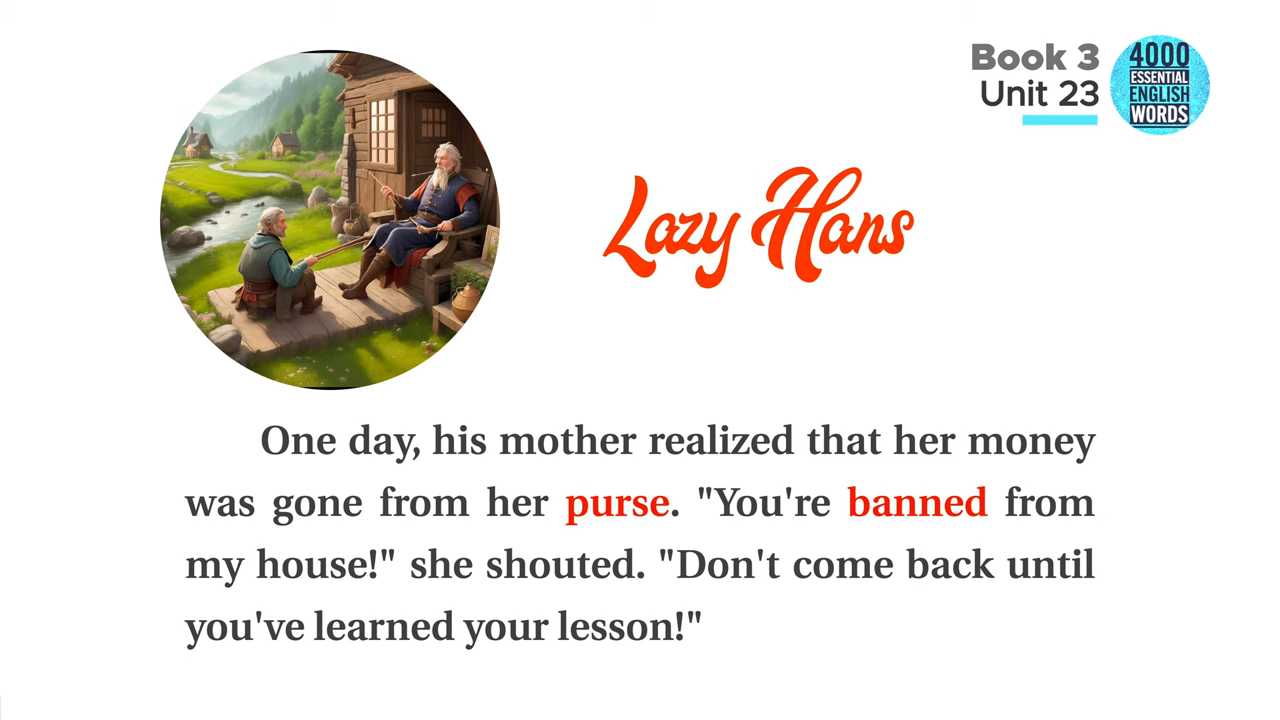 Book 3
Unit 23
4000
ESSENTIAL
ENGLISH
WORDS
Lazy Hans
One day, his mother realized that her money
was gone from her purse. "You're banned from
my house!" she shouted. "Don't come back until
you've learned your lesson!"